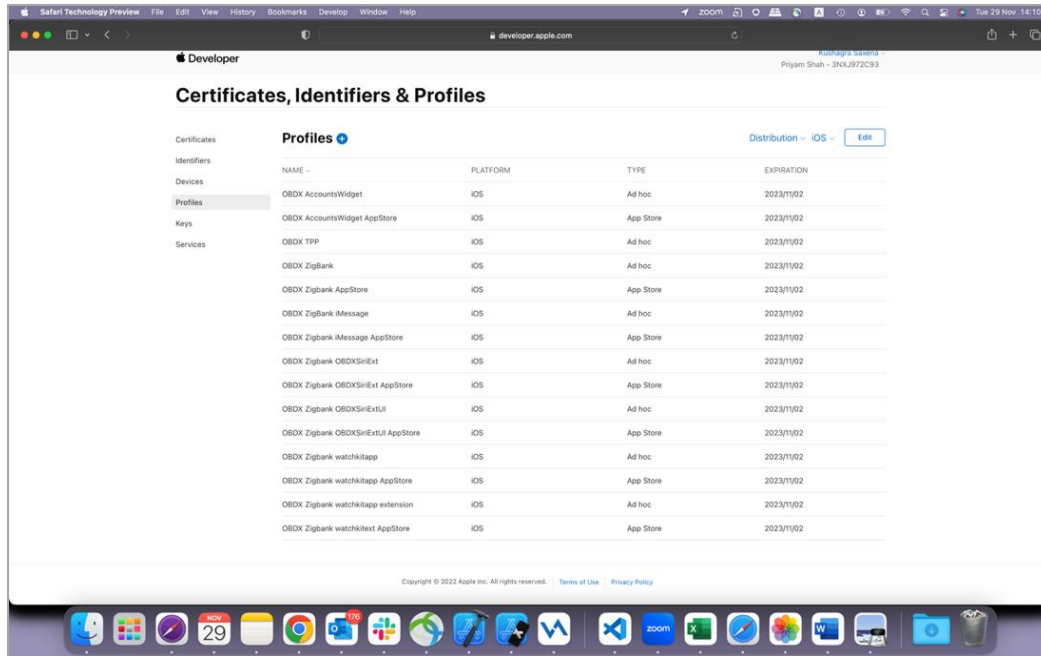 Safari Technology Preview File Edit View History Bookmarks Develop Window Help zoom A Tue 29 Nov 14:10
developer.apple.com
Developer
Kushagra Saxena
Priyam Shah - 3NXJ972C93
Certificates, Identifiers & Profiles
Certificates
Identifiers
Devices
Profiles
Keys
Services
Profiles
Distribution iOS Edit
NAME PLATFORM TYPE EXPIRATION
OBDX AccountsWidget iOS Ad hoc 2023/11/02
OBDX AccountsWidget AppStore iOS App Store 2023/11/02
OBDX TPP iOS Ad hoc 2023/11/02
OBDX ZigBank iOS Ad hoc 2023/11/02
OBDX Zigbank AppStore iOS App Store 2023/11/02
OBDX ZigBank iMessage iOS Ad hoc 2023/11/02
OBDX Zigbank iMessage AppStore iOS App Store 2023/11/02
OBDX Zigbank OBDXSiriExt iOS Ad hoc 2023/11/02
OBDX Zigbank OBDXSiriExt AppStore iOS App Store 2023/11/02
OBDX Zigbank OBDXSiriExtUI iOS Ad hoc 2023/11/02
OBDX Zigbank OBDXSiriExtUI AppStore iOS App Store 2023/11/02
OBDX Zigbank watchkitapp iOS Ad hoc 2023/11/02
OBDX Zigbank watchkitapp AppStore iOS App Store 2023/11/02
OBDX Zigbank watchkitapp extension iOS Ad hoc 2023/11/02
OBDX Zigbank watchkitext AppStore iOS App Store 2023/11/02
Copyright © 2022 Apple Inc. All rights reserved. Terms of Use Privacy Policy
NOV
29
176
zoom